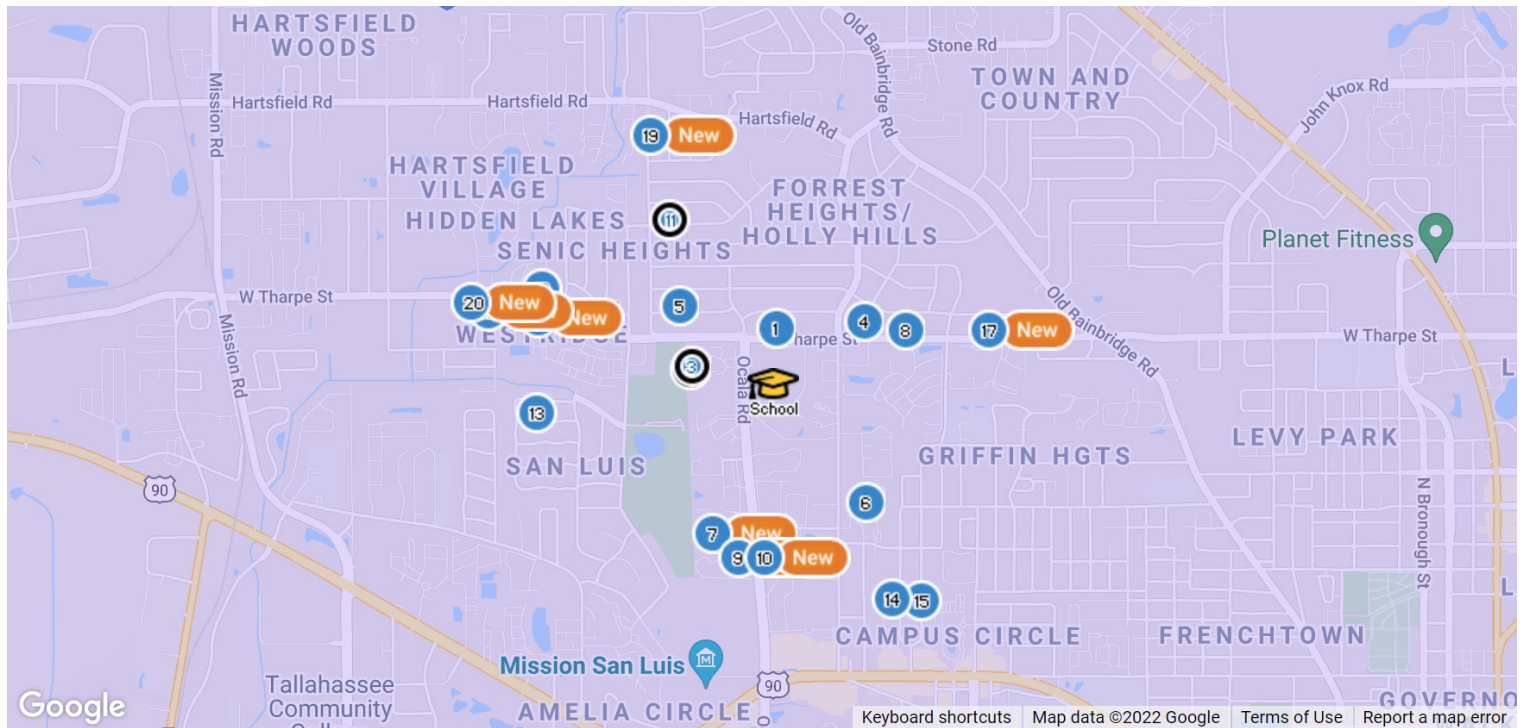 HARTSFIELD
WOODS
Old Bainbridge Rd
Stone Rd
TOWN AND
COUNTRY
John Knox Rd
Mission Rd
Hartsfield Rd
Hartsfield Rd
Hartsfield Rd
19 New
HARTSFIELD
VILLAGE
FORREST
HEIGHTS/
HOLLY HILLS
HIDDEN LAKES
11
SENIC HEIGHTS
Planet Fitness
W Tharpe St
20 New
New
5
1
4
8
17 New
Old Bainbridge Rd
WESTRIDGE
Tharpe St
W Tharpe St
Mission Rd
3
Ocala Rd
School
13
LEVY PARK
SAN LUIS
GRIFFIN HGTS
90
N Bronough St
6
7 New
9
10 New
14
15
CAMPUS CIRCLE
FRENCHTOWN
Mission San Luis
90
Tallahassee
Community
AMELIA CIRCLE
GOVERNO
Google
Keyboard shortcuts
Map data ©2022 Google
Terms of Use
Report a map error